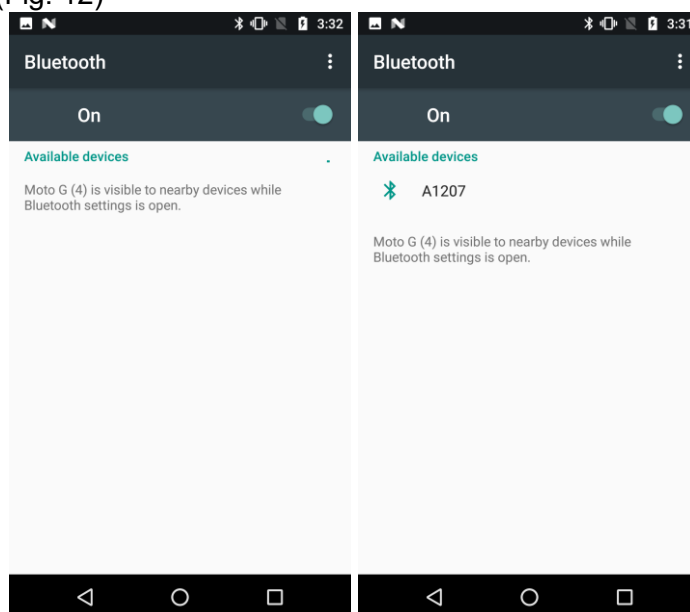 (Fig. 12)
3:32
Bluetooth
On
Available devices
Moto G (4) is visible to nearby devices while
Bluetooth settings is open.
3:31
Bluetooth
On
Available devices
A1207
Moto G (4) is visible to nearby devices while
Bluetooth settings is open.